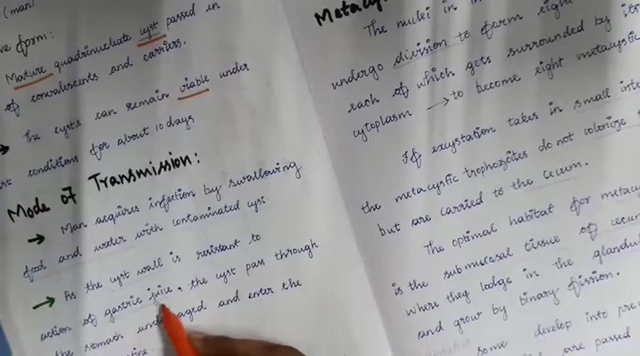 (man)
ve form:
Mature quadrinucleate cyst passed in
of convalescents and carriers.
The cysts can remain viable under
st conditions for about 10 days
Mode of Transmission:
→ Man acquires infection by swallowing
food and water with contaminated cyst.
→ As the cyst wall is resistant to
action of gastric juice, the cyst pass through
the stomach and enter the
Metacy
The nuclei in
undergo division to form eight
each of which gets surrounded by its
cytoplasm → to become eight metacystic
If excystation takes in small inte
the metacystic trophozoites do not colonize
but are carried to the cecum.
The optimal habitat for metac
is the submucosal tissue of cecu
where they lodge in the glandul
and grow by binary fission.
some develop into pre
are passed